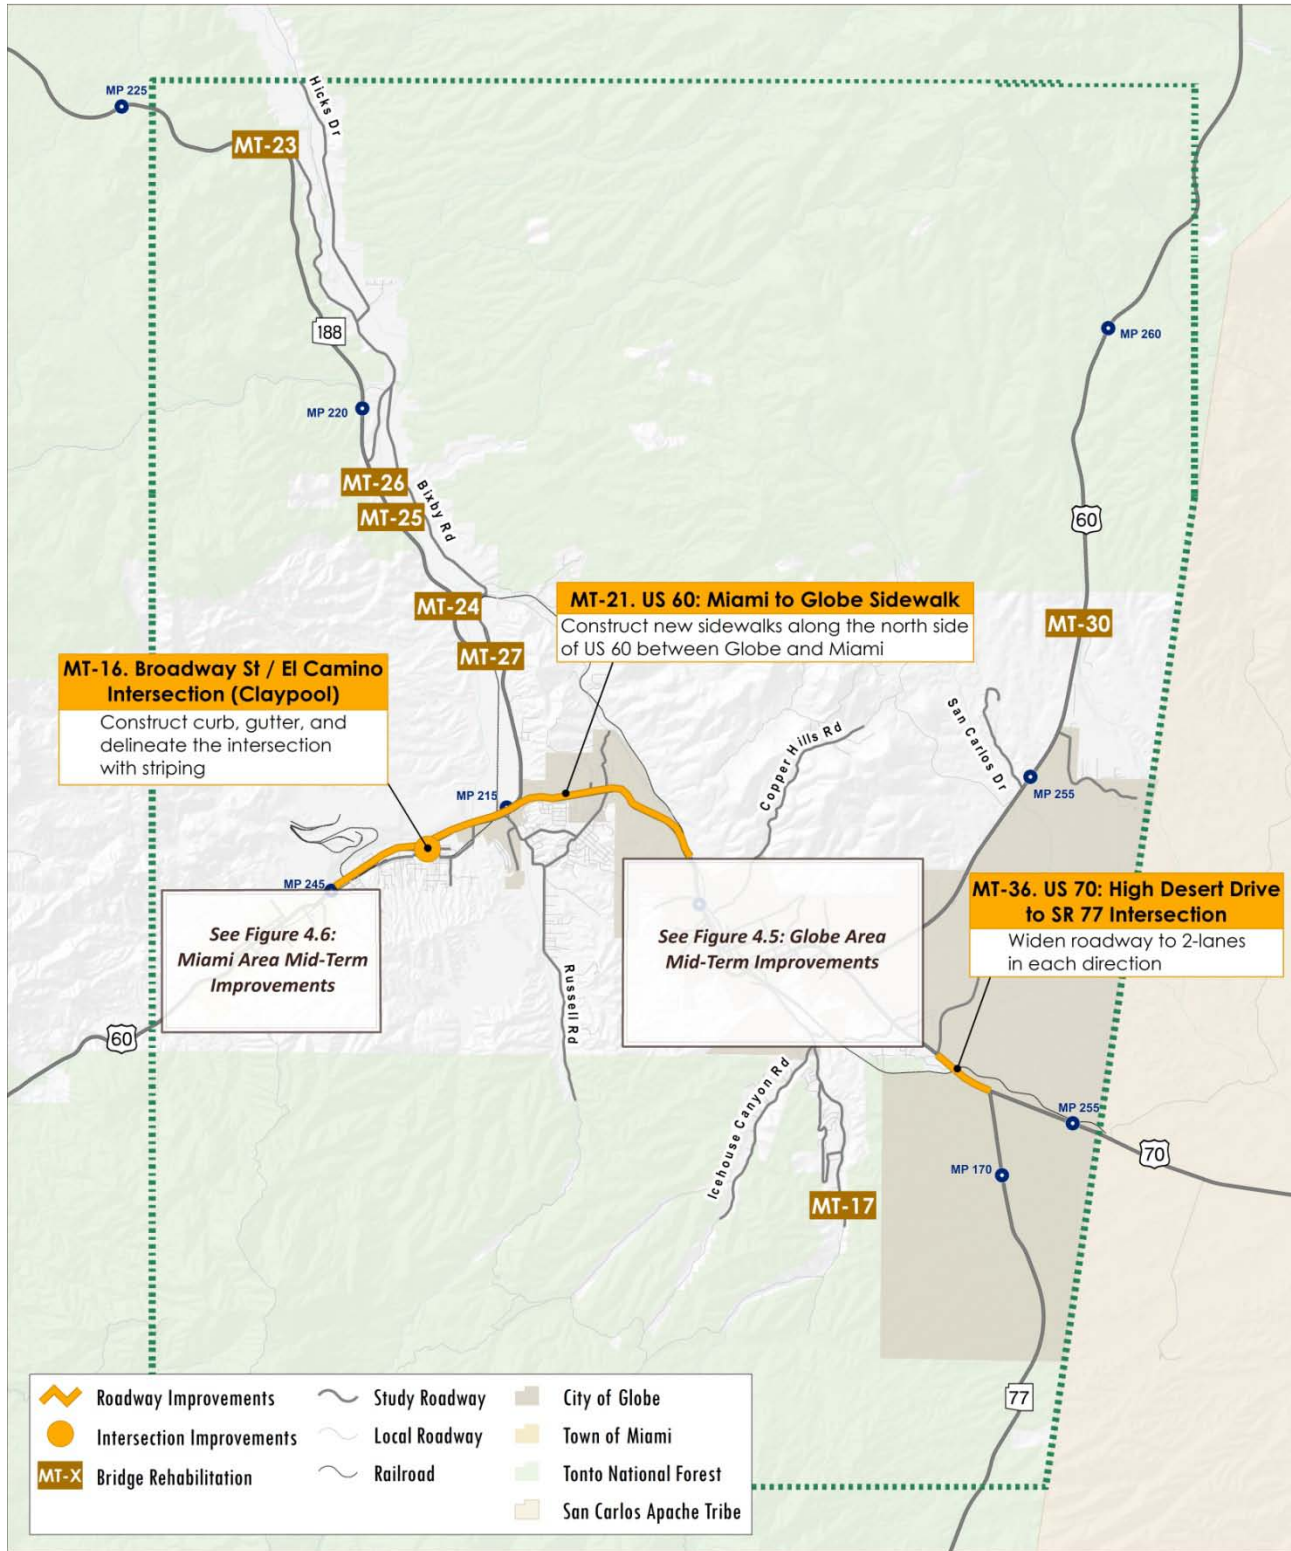 MP 225
Hicks Dr
MT-23
188
MP 260
MP 220
MT-26
Bixby Rd
MT-25
60
MT-24
MT-21. US 60: Miami to Globe Sidewalk
Construct new sidewalks along the north side
of US 60 between Globe and Miami
MT-30
MT-27
MT-16. Broadway St / El Camino
Intersection (Claypool)
Construct curb, gutter, and
delineate the intersection
with striping
San Carlos Dr
Copper Hills Rd
MP 255
MP 215
MP 245
See Figure 4.6:
Miami Area Mid-Term
Improvements
See Figure 4.5: Globe Area
Mid-Term Improvements
MT-36. US 70: High Desert Drive
to SR 77 Intersection
Widen roadway to 2-lanes
in each direction
Russell Rd
60
Icehouse Canyon Rd
MP 255
70
MP 170
MT-17
77
Roadway Improvements
Intersection Improvements
MT-X Bridge Rehabilitation
Study Roadway
Local Roadway
Railroad
City of Globe
Town of Miami
Tonto National Forest
San Carlos Apache Tribe